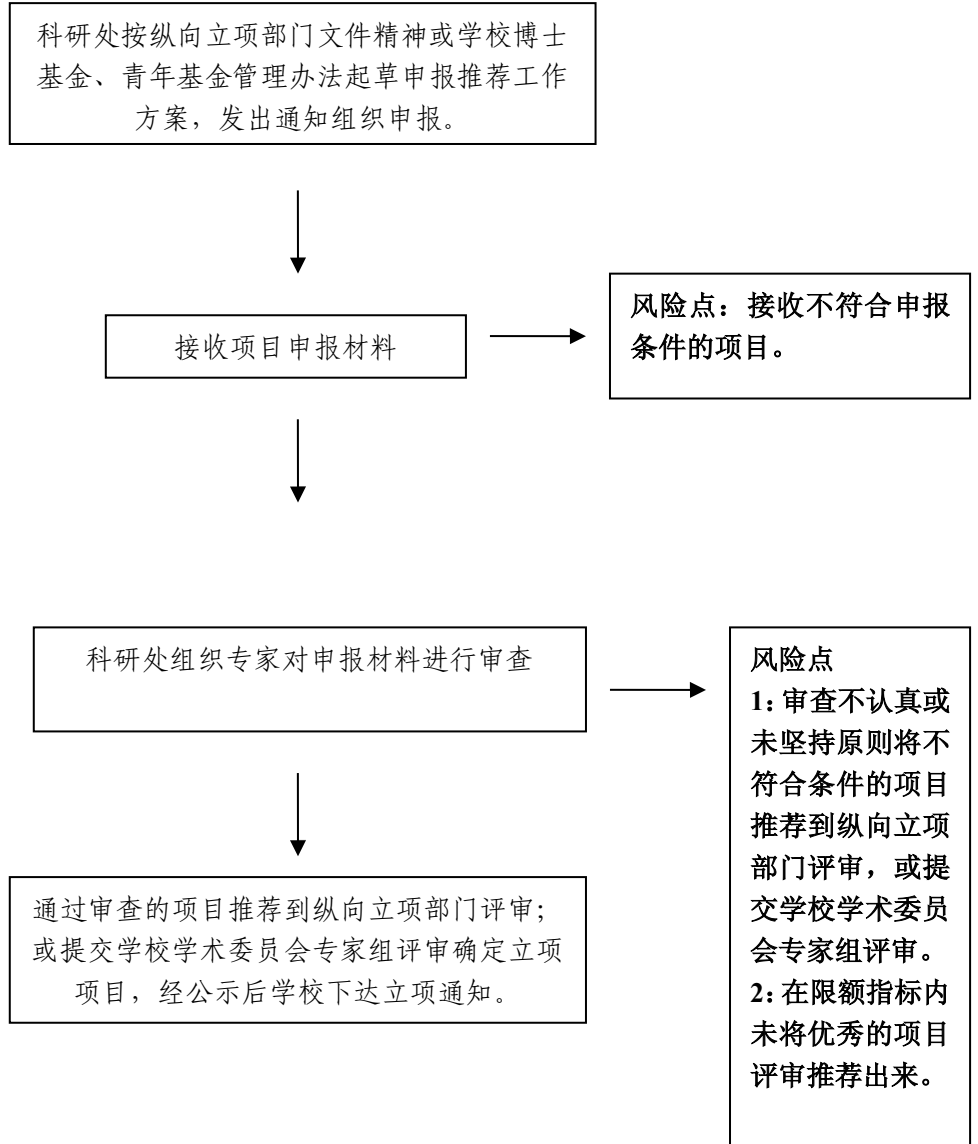 科研处按纵向立项部门文件精神或学校博士
基金、青年基金管理办法起草申报推荐工作
方案，发出通知组织申报。
接收项目申报材料
风险点：接收不符合申报
条件的项目。
科研处组织专家对申报材料进行审查
风险点
1: 审查不认真或
未坚持原则将不
符合条件的项目
推荐到纵向立项
部门评审，或提
交学校学术委员
会专家组评审。
2: 在限额指标内
未将优秀的项目
评审推荐出来。
通过审查的项目推荐到纵向立项部门评审；
或提交学校学术委员会专家组评审确定立项
项目，经公示后学校下达立项通知。